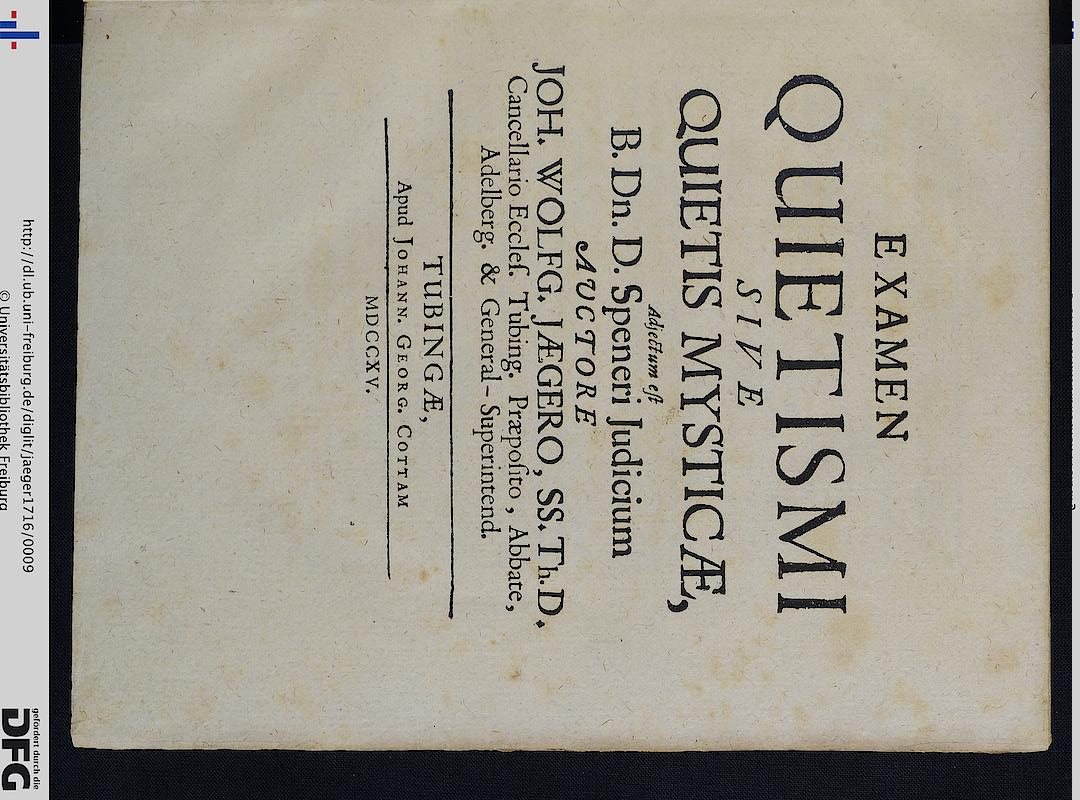 EXAMEN
QUIETISMI
SIVE
QUIETIS MYSTICÆ,
Adjectum eſt
B. Dn. D. Speneri Judicium
AUCTORE
JOH. WOLFG. JÆGERO, SS. Th. D.
Cancellario Eccleſ. Tubing. Præpoſito, Abbate,
Adelberg. & General-Superintend.
TUBINGÆ,
Apud JOHANN. GEORG. COTTAM
MDCCXV.
http://dl.ub.uni-freiburg.de/diglit/jaeger1716/0009
© Universitätsbibliothek Freiburg
gefördert durch die
DFG